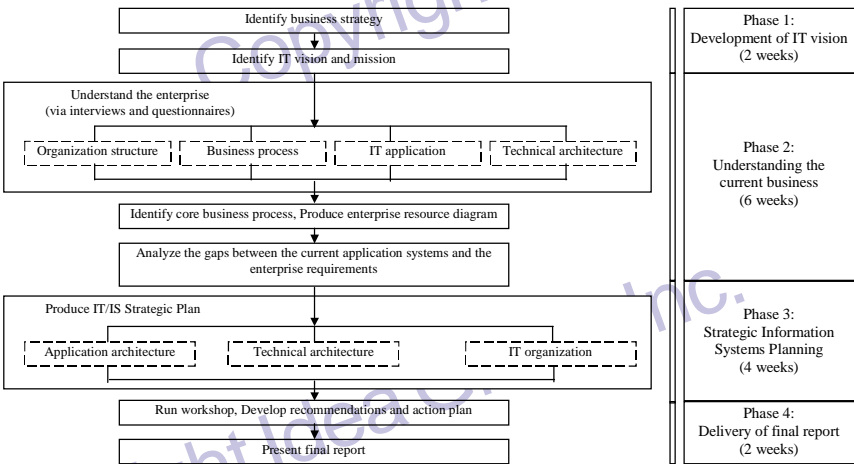 Identify business strategy
Identify IT vision and mission
Understand the enterprise
(via interviews and questionnaires)
Organization structure
Business process
IT application
Technical architecture
Identify core business process, Produce enterprise resource diagram
Analyze the gaps between the current application systems and the
enterprise requirements
Produce IT/IS Strategic Plan
Application architecture
Technical architecture
IT organization
Run workshop, Develop recommendations and action plan
Present final report
Phase 1:
Development of IT vision
(2 weeks)
Phase 2:
Understanding the
current business
(6 weeks)
Phase 3:
Strategic Information
Systems Planning
(4 weeks)
Phase 4:
Delivery of final report
(2 weeks)
Copyright
Inc.
Idea